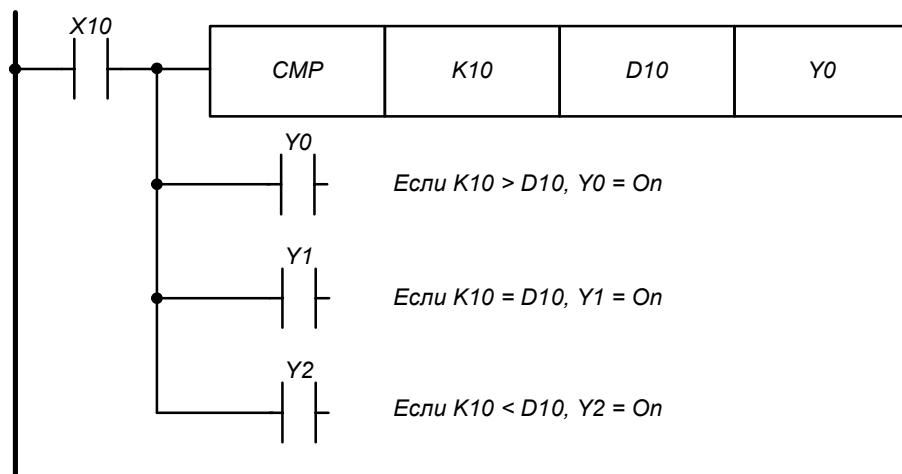 X10
CMP K10 D10 Y0
Y0
Если K10 > D10, Y0 = On
Y1
Если K10 = D10, Y1 = On
Y2
Если K10 < D10, Y2 = On